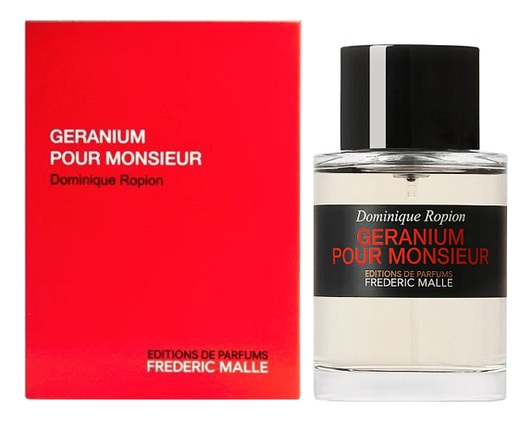 GERANIUM
POUR MONSIEUR
Dominique Ropion
EDITIONS DE PARFUMS
FREDERIC MALLE
Dominique Ropion
GERANIUM
POUR MONSIEUR
EDITIONS DE PARFUMS
FREDERIC MALLE